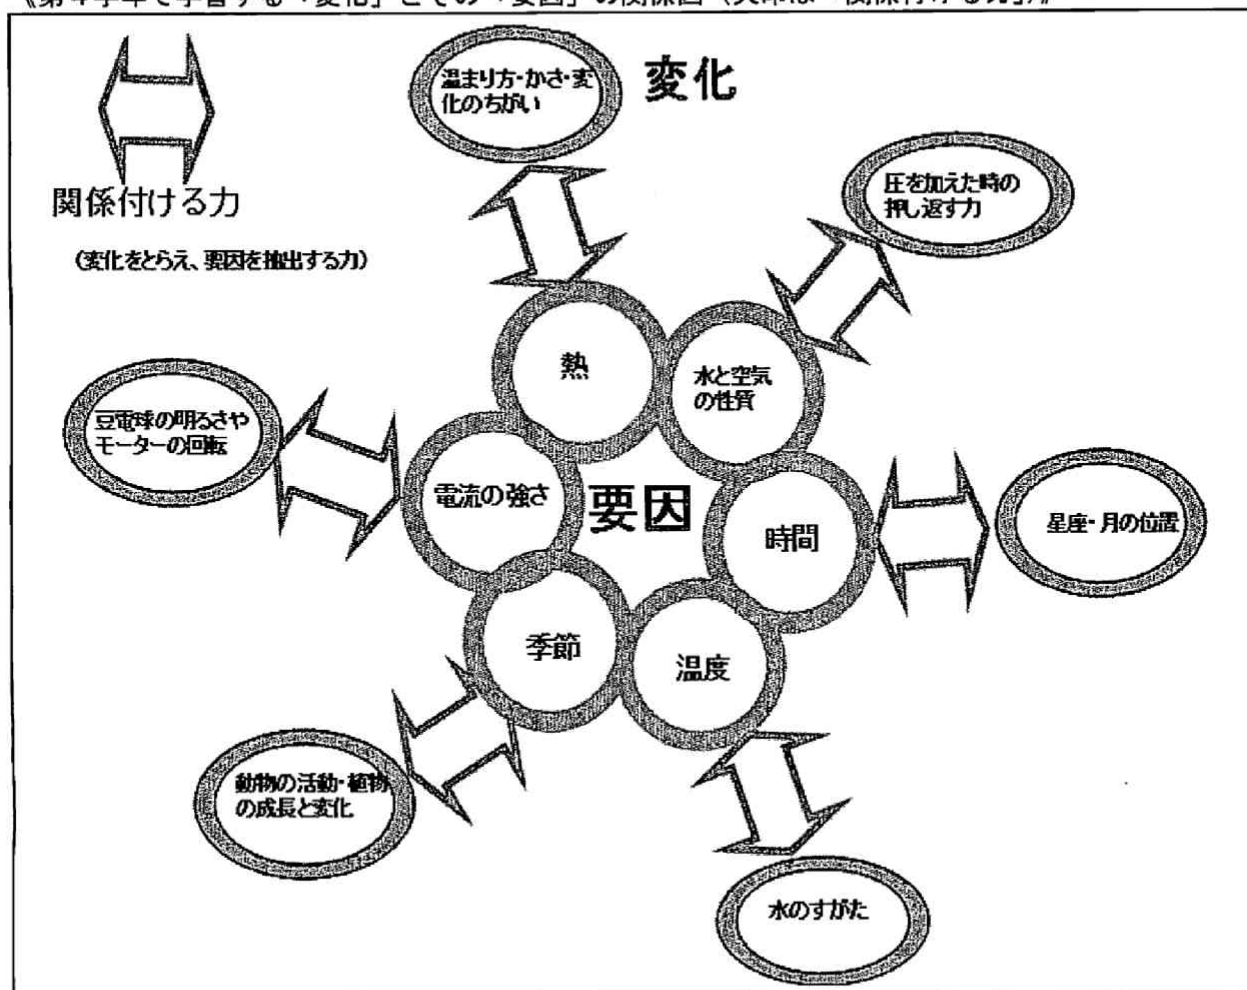 変化
温まり方・かさ・変
化のちがい
圧を加えた時の
押し返す力
関係付ける力
(変化をとらえ、要因を抽出する力)
熱
水と空気
の性質
豆電球の明るさや
モーターの回転
電流の強さ
要因
時間
星座・月の位置
季節
温度
動物の活動・植物
の成長と変化
水のすがた